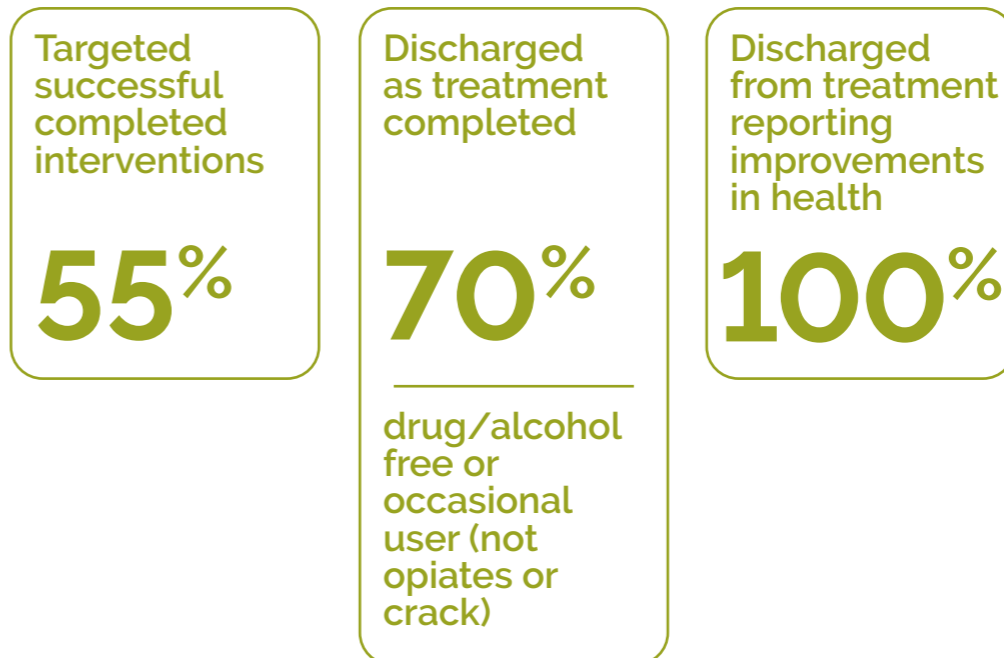 Targeted
successful
completed
interventions
55%
Discharged
as treatment
completed
70%
drug/alcohol
free or
occasional
user (not
opiates or
crack)
Discharged
from treatment
reporting
improvements
in health
100%